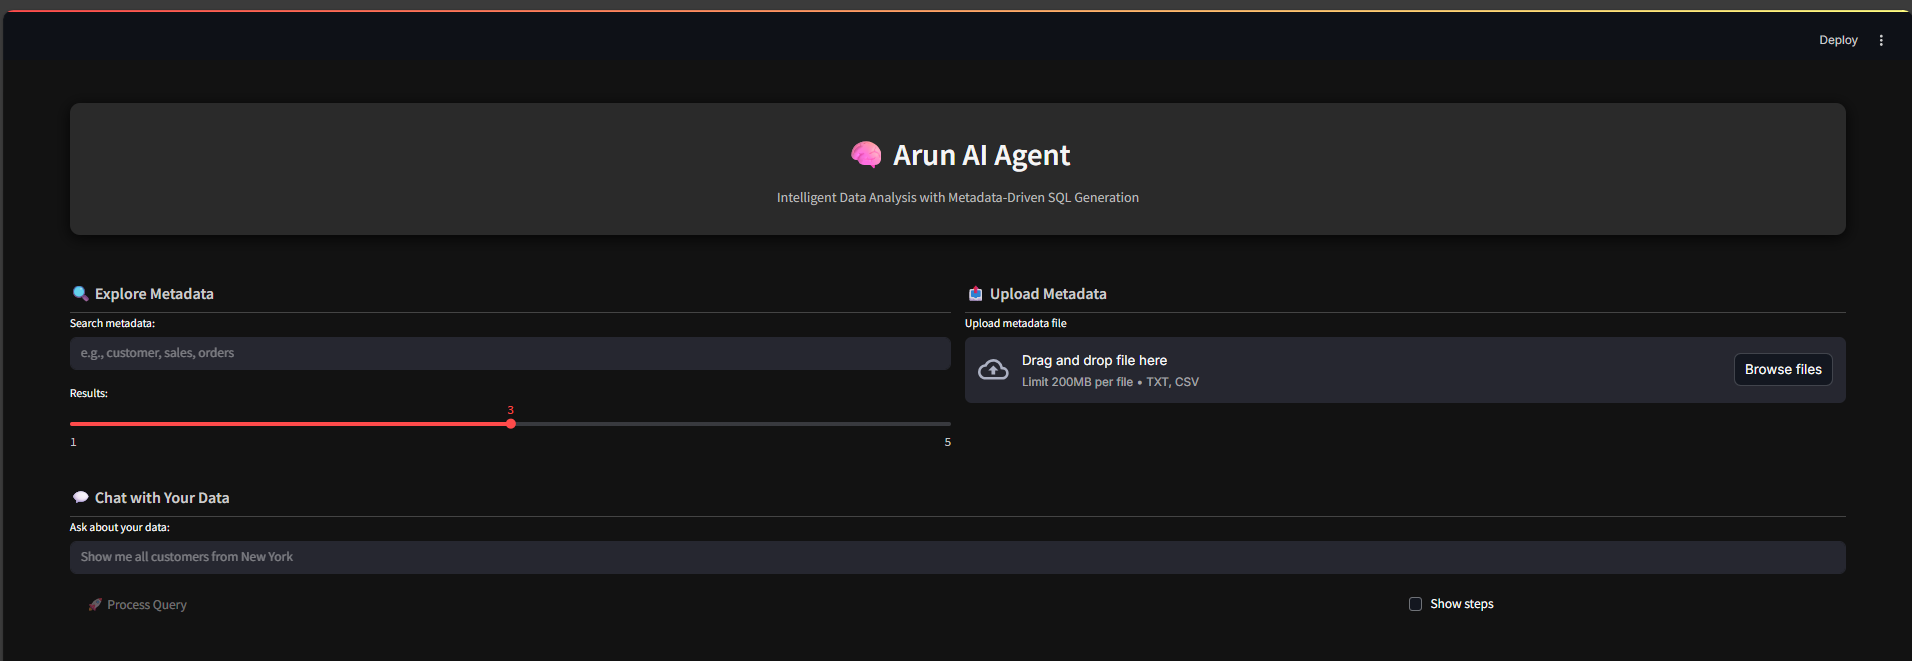 Deploy
Arun AI Agent
Intelligent Data Analysis with Metadata-Driven SQL Generation
Explore Metadata
Search metadata:
e.g., customer, sales, orders
Results:
3
1
5
Upload Metadata
Upload metadata file
Drag and drop file here
Limit 200MB per file • TXT, CSV
Browse files
Chat with Your Data
Ask about your data:
Show me all customers from New York
Process Query
Show steps